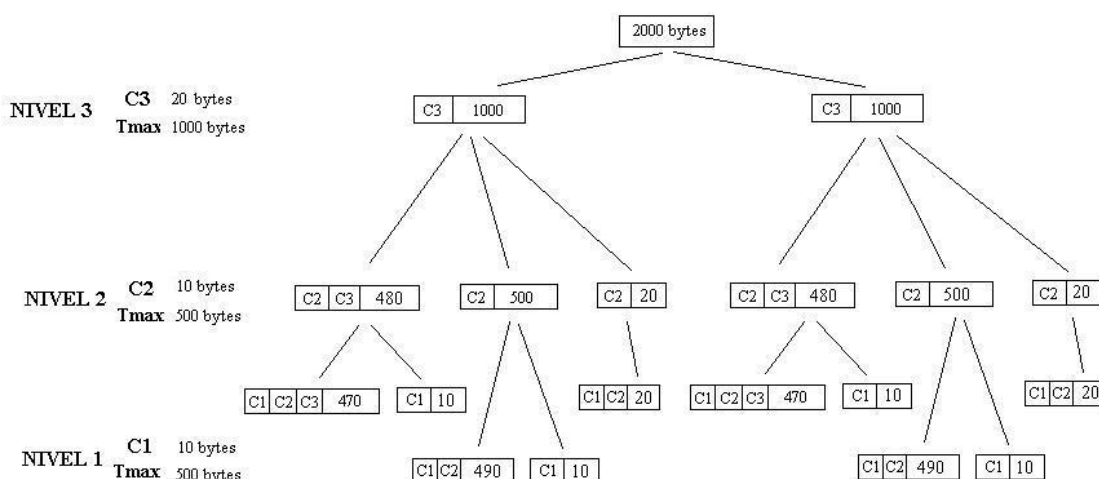 2000 bytes
NIVEL 3 C3 20 bytes
Tmax 1000 bytes
C3 1000
C3 1000
NIVEL 2 C2 10 bytes
Tmax 500 bytes
C2 C3 480
C2 500
C2 20
C2 C3 480
C2 500
C2 20
C1 C2 C3 470
C1 10
C1 C2 20
C1 C2 C3 470
C1 10
C1 C2 20
NIVEL 1 C1 10 bytes
Tmax 500 bytes
C1 C2 490
C1 10
C1 C2 490
C1 10